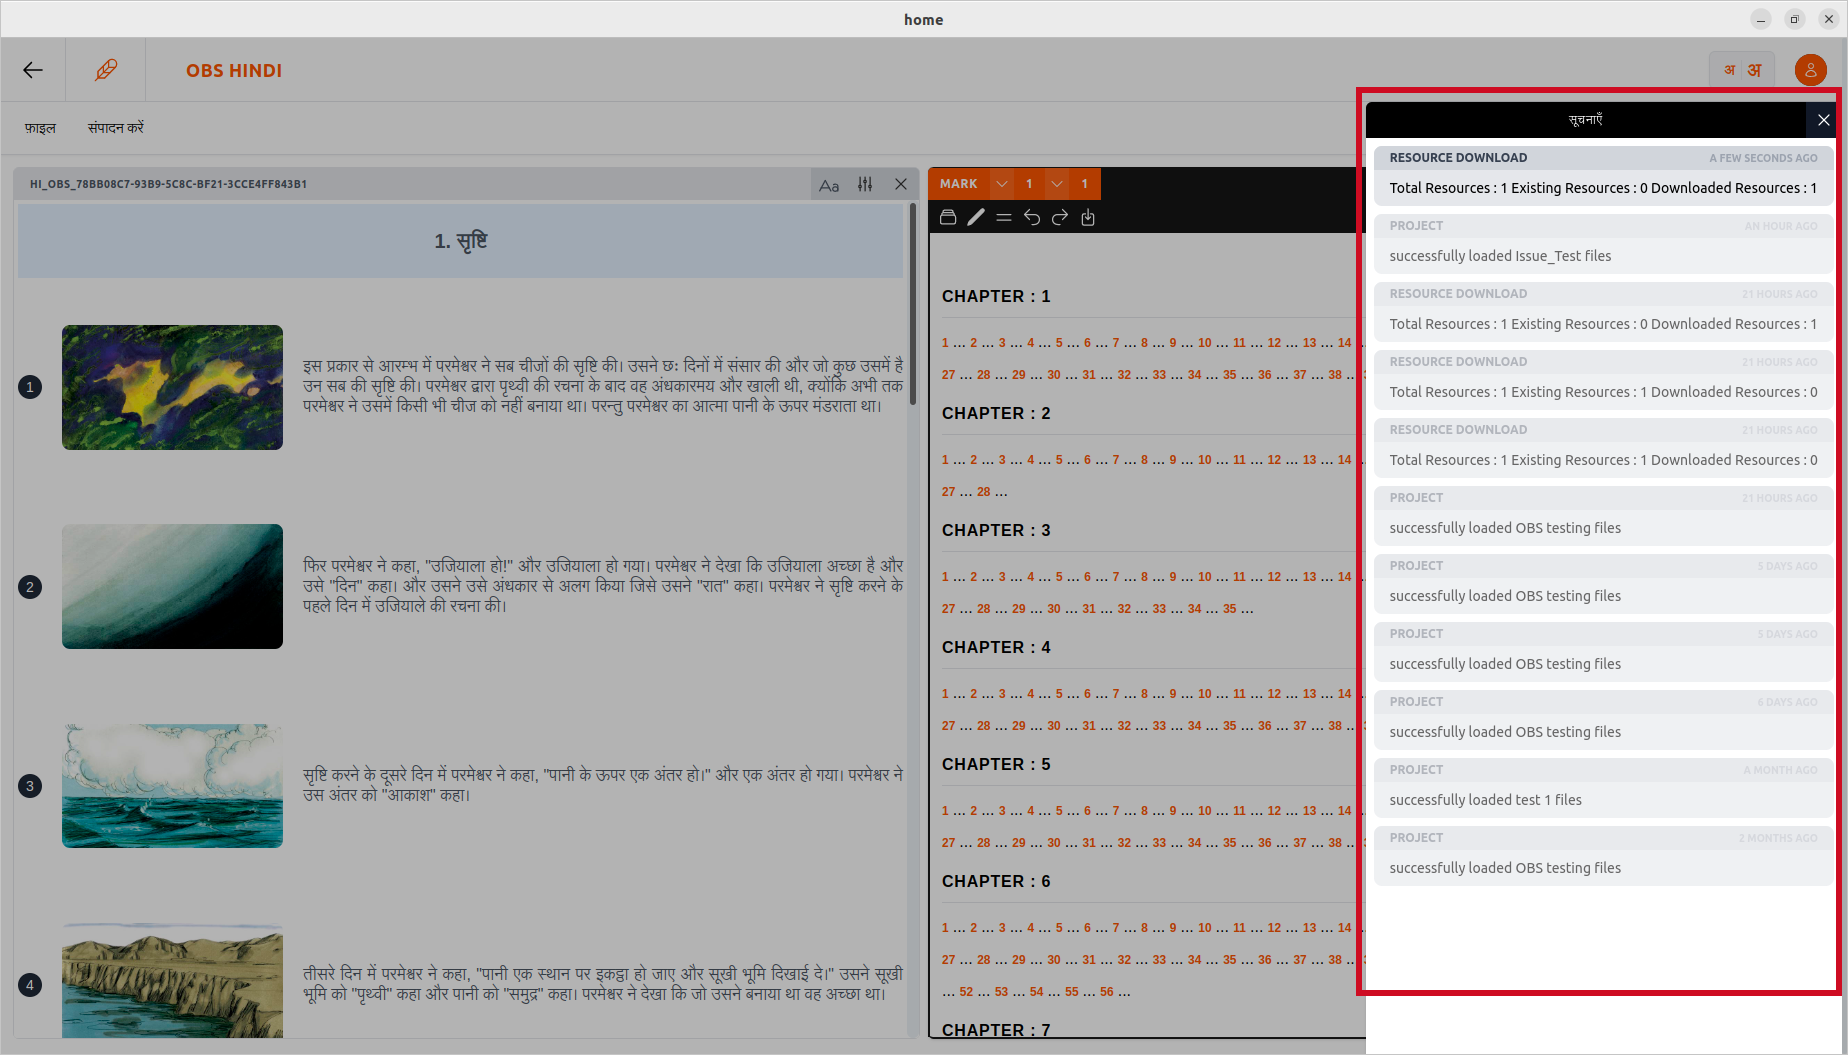 home
OBS HINDI
अ अ
फ़ाइल संपादन करें
HI_OBS_78BB08C7-93B9-5C8C-BF21-3CCE4FF843B1
Aa
1. सृष्टि
1
इस प्रकार से आरम्भ में परमेश्वर ने सब चीजों की सृष्टि की। उसने छः दिनों में संसार की और जो कुछ उसमें है
उन सब की सृष्टि की। परमेश्वर द्वारा पृथ्वी की रचना के बाद वह अंधकारमय और खाली थी, क्योंकि अभी तक
परमेश्वर ने उसमें किसी भी चीज को नहीं बनाया था। परन्तु परमेश्वर का आत्मा पानी के ऊपर मंडराता था।
2
फिर परमेश्वर ने कहा, "उजियाला हो!" और उजियाला हो गया। परमेश्वर ने देखा कि उजियाला अच्छा है और
उसे "दिन" कहा। और उसने उसे अंधकार से अलग किया जिसे उसने "रात" कहा। परमेश्वर ने सृष्टि करने के
पहले दिन में उजियाले की रचना की।
3
सृष्टि करने के दूसरे दिन में परमेश्वर ने कहा, "पानी के ऊपर एक अंतर हो।" और एक अंतर हो गया। परमेश्वर ने
उस अंतर को "आकाश" कहा।
4
तीसरे दिन में परमेश्वर ने कहा, "पानी एक स्थान पर इकट्ठा हो जाए और सूखी भूमि दिखाई दे।" उसने सूखी
भूमि को "पृथ्वी" कहा और पानी को "समुद्र" कहा। परमेश्वर ने देखा कि जो उसने बनाया था वह अच्छा था।
MARK 1 1
CHAPTER : 1
1 ... 2 ... 3 ... 4 ... 5 ... 6 ... 7 ... 8 ... 9 ... 10 ... 11 ... 12 ... 13 ... 14
27 ... 28 ... 29 ... 30 ... 31 ... 32 ... 33 ... 34 ... 35 ... 36 ... 37 ... 38 ...
CHAPTER : 2
1 ... 2 ... 3 ... 4 ... 5 ... 6 ... 7 ... 8 ... 9 ... 10 ... 11 ... 12 ... 13 ... 14
27 ... 28 ...
CHAPTER : 3
1 ... 2 ... 3 ... 4 ... 5 ... 6 ... 7 ... 8 ... 9 ... 10 ... 11 ... 12 ... 13 ... 14
27 ... 28 ... 29 ... 30 ... 31 ... 32 ... 33 ... 34 ... 35 ...
CHAPTER : 4
1 ... 2 ... 3 ... 4 ... 5 ... 6 ... 7 ... 8 ... 9 ... 10 ... 11 ... 12 ... 13 ... 14
27 ... 28 ... 29 ... 30 ... 31 ... 32 ... 33 ... 34 ... 35 ... 36 ... 37 ... 38 ...
CHAPTER : 5
1 ... 2 ... 3 ... 4 ... 5 ... 6 ... 7 ... 8 ... 9 ... 10 ... 11 ... 12 ... 13 ... 14
27 ... 28 ... 29 ... 30 ... 31 ... 32 ... 33 ... 34 ... 35 ... 36 ... 37 ... 38 ...
CHAPTER : 6
1 ... 2 ... 3 ... 4 ... 5 ... 6 ... 7 ... 8 ... 9 ... 10 ... 11 ... 12 ... 13 ... 14
27 ... 28 ... 29 ... 30 ... 31 ... 32 ... 33 ... 34 ... 35 ... 36 ... 37 ... 38 ...
... 52 ... 53 ... 54 ... 55 ... 56 ...
CHAPTER : 7
सूचनाएँ
RESOURCE DOWNLOAD A FEW SECONDS AGO
Total Resources : 1 Existing Resources : 0 Downloaded Resources : 1
PROJECT AN HOUR AGO
successfully loaded Issue_Test files
RESOURCE DOWNLOAD 21 HOURS AGO
Total Resources : 1 Existing Resources : 0 Downloaded Resources : 1
RESOURCE DOWNLOAD 21 HOURS AGO
Total Resources : 1 Existing Resources : 1 Downloaded Resources : 0
RESOURCE DOWNLOAD 21 HOURS AGO
Total Resources : 1 Existing Resources : 1 Downloaded Resources : 0
PROJECT 21 HOURS AGO
successfully loaded OBS testing files
PROJECT 5 DAYS AGO
successfully loaded OBS testing files
PROJECT 5 DAYS AGO
successfully loaded OBS testing files
PROJECT 6 DAYS AGO
successfully loaded OBS testing files
PROJECT A MONTH AGO
successfully loaded test 1 files
PROJECT 2 MONTHS AGO
successfully loaded OBS testing files